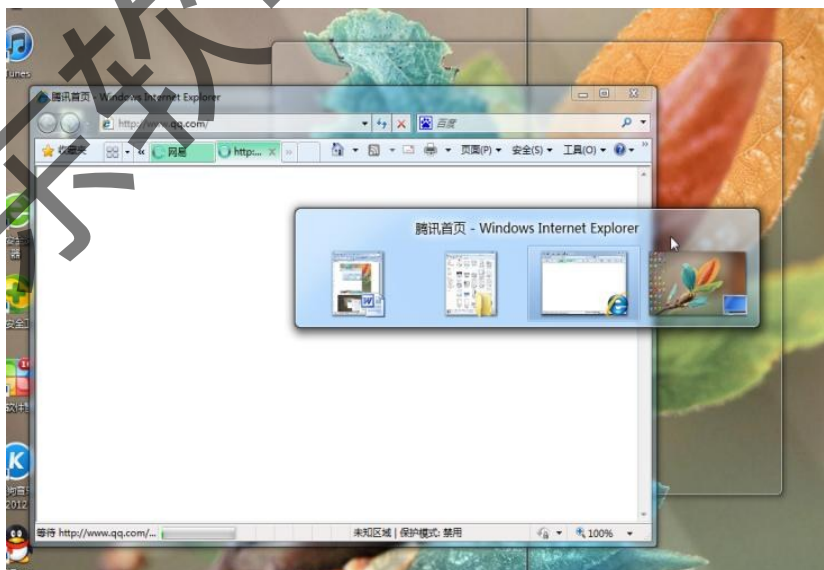 iTunes
腾讯首页 - Windows Internet Explorer
http://www.qq.com/
百度
收藏夹
网易
http:...
页面(P)
安全(S)
工具(O)
腾讯首页 - Windows Internet Explorer
2012
等待 http://www.qq.com/...
未知区域 | 保护模式: 禁用
100%